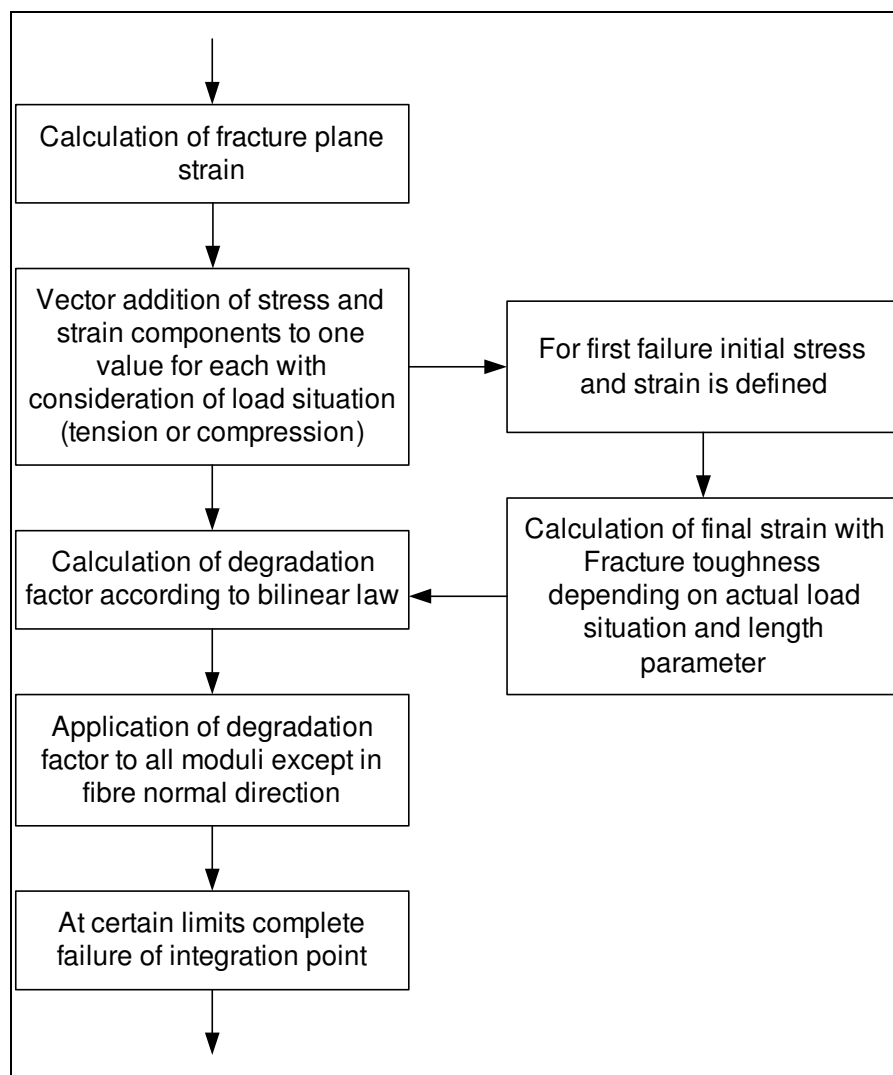 Calculation of fracture plane
strain
Vector addition of stress and
strain components to one
value for each with
consideration of load situation
(tension or compression)
For first failure initial stress
and strain is defined
Calculation of final strain with
Fracture toughness
depending on actual load
situation and length
parameter
Calculation of degradation
factor according to bilinear law
Application of degradation
factor to all moduli except in
fibre normal direction
At certain limits complete
failure of integration point